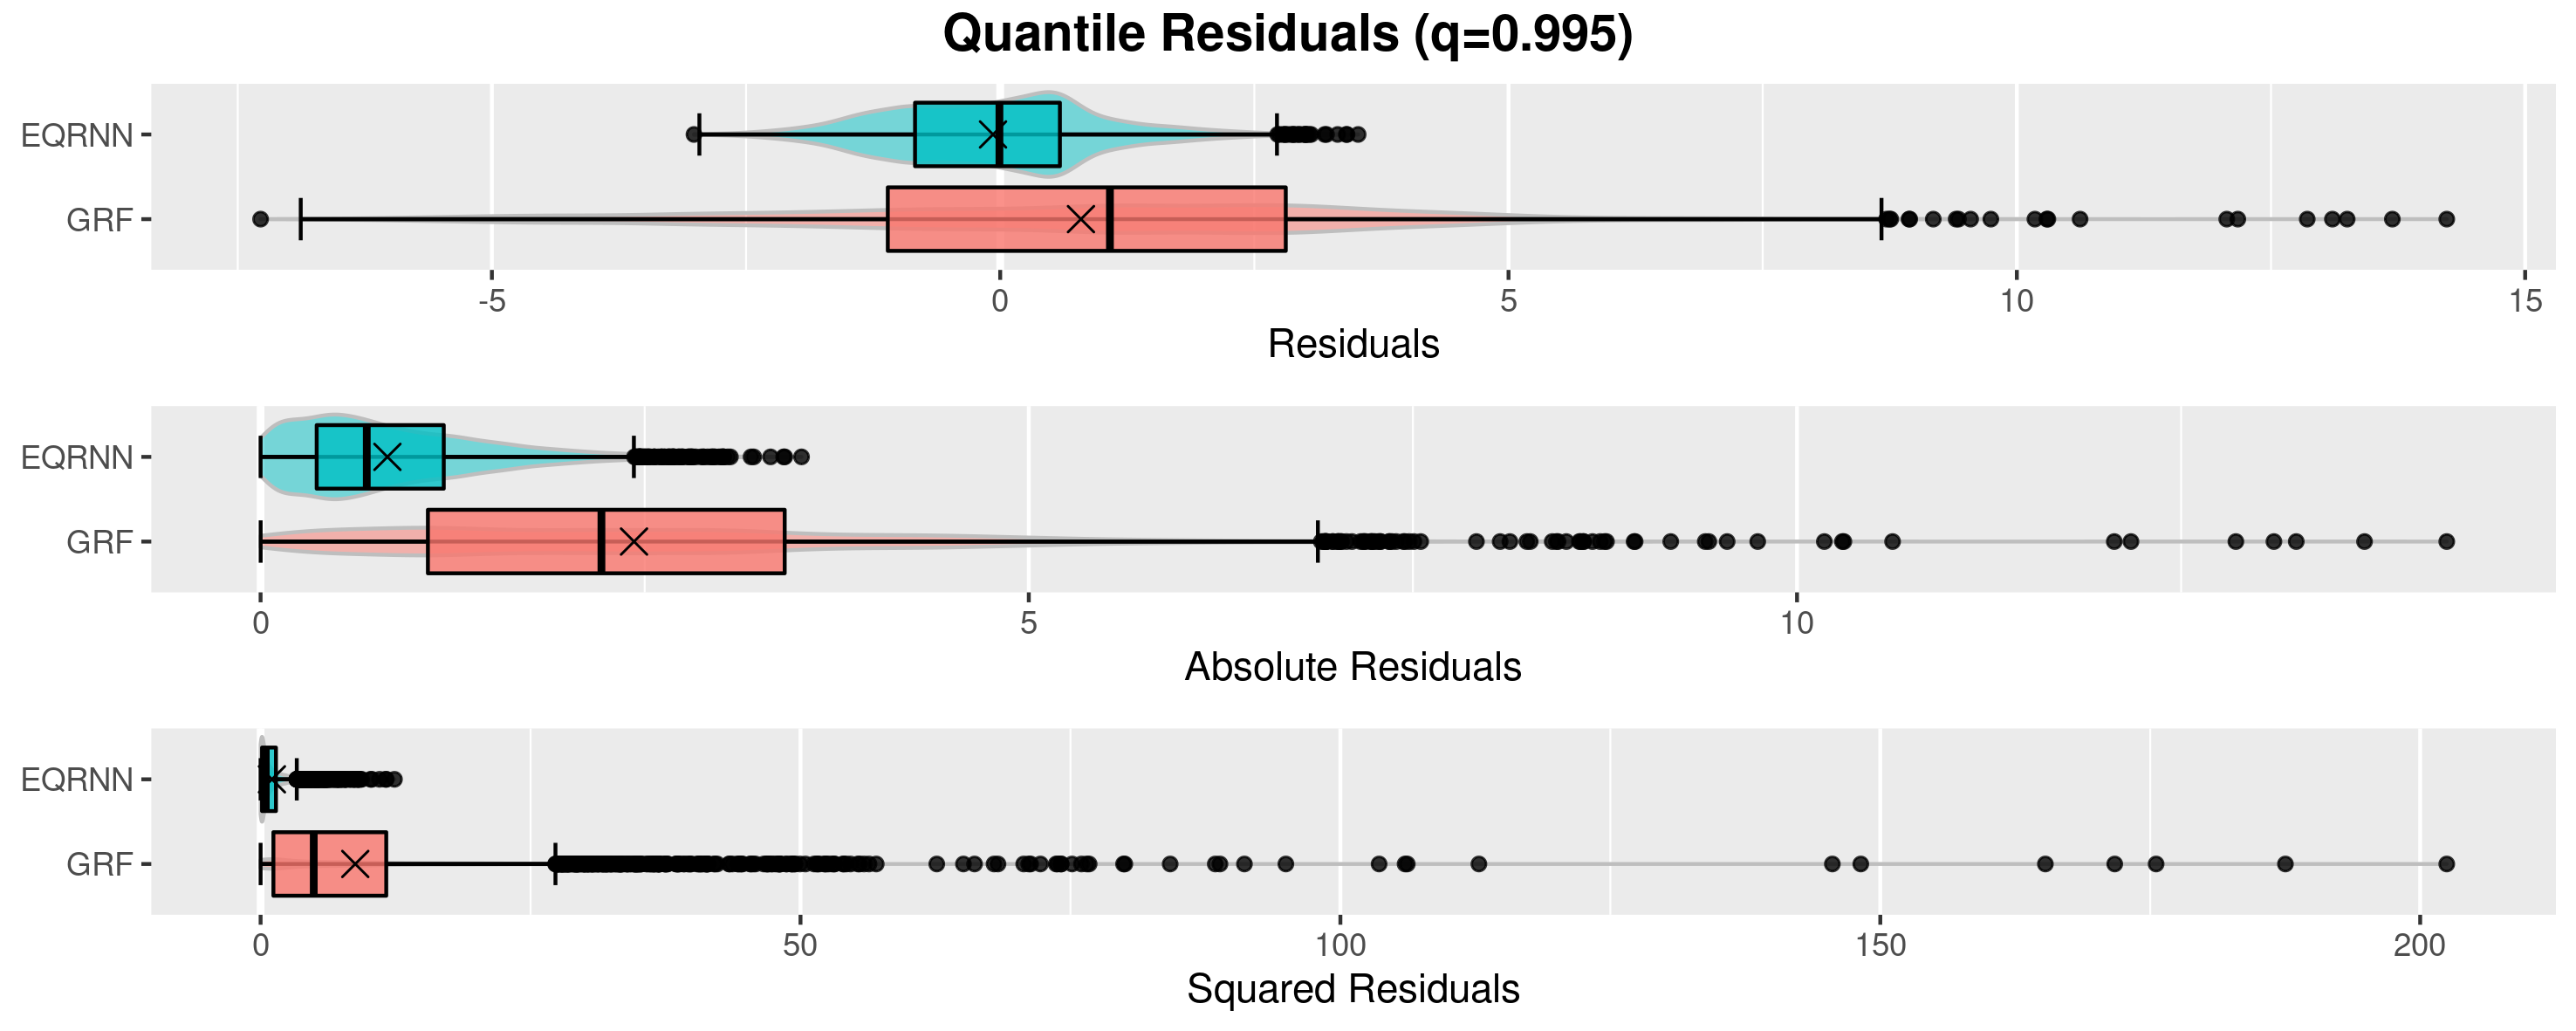 Quantile Residuals (q=0.995)
EQRNN
GRF
-5 0 5 10 15
Residuals
EQRNN
GRF
0 5 10
Absolute Residuals
EQRNN
GRF
0 50 100 150 200
Squared Residuals